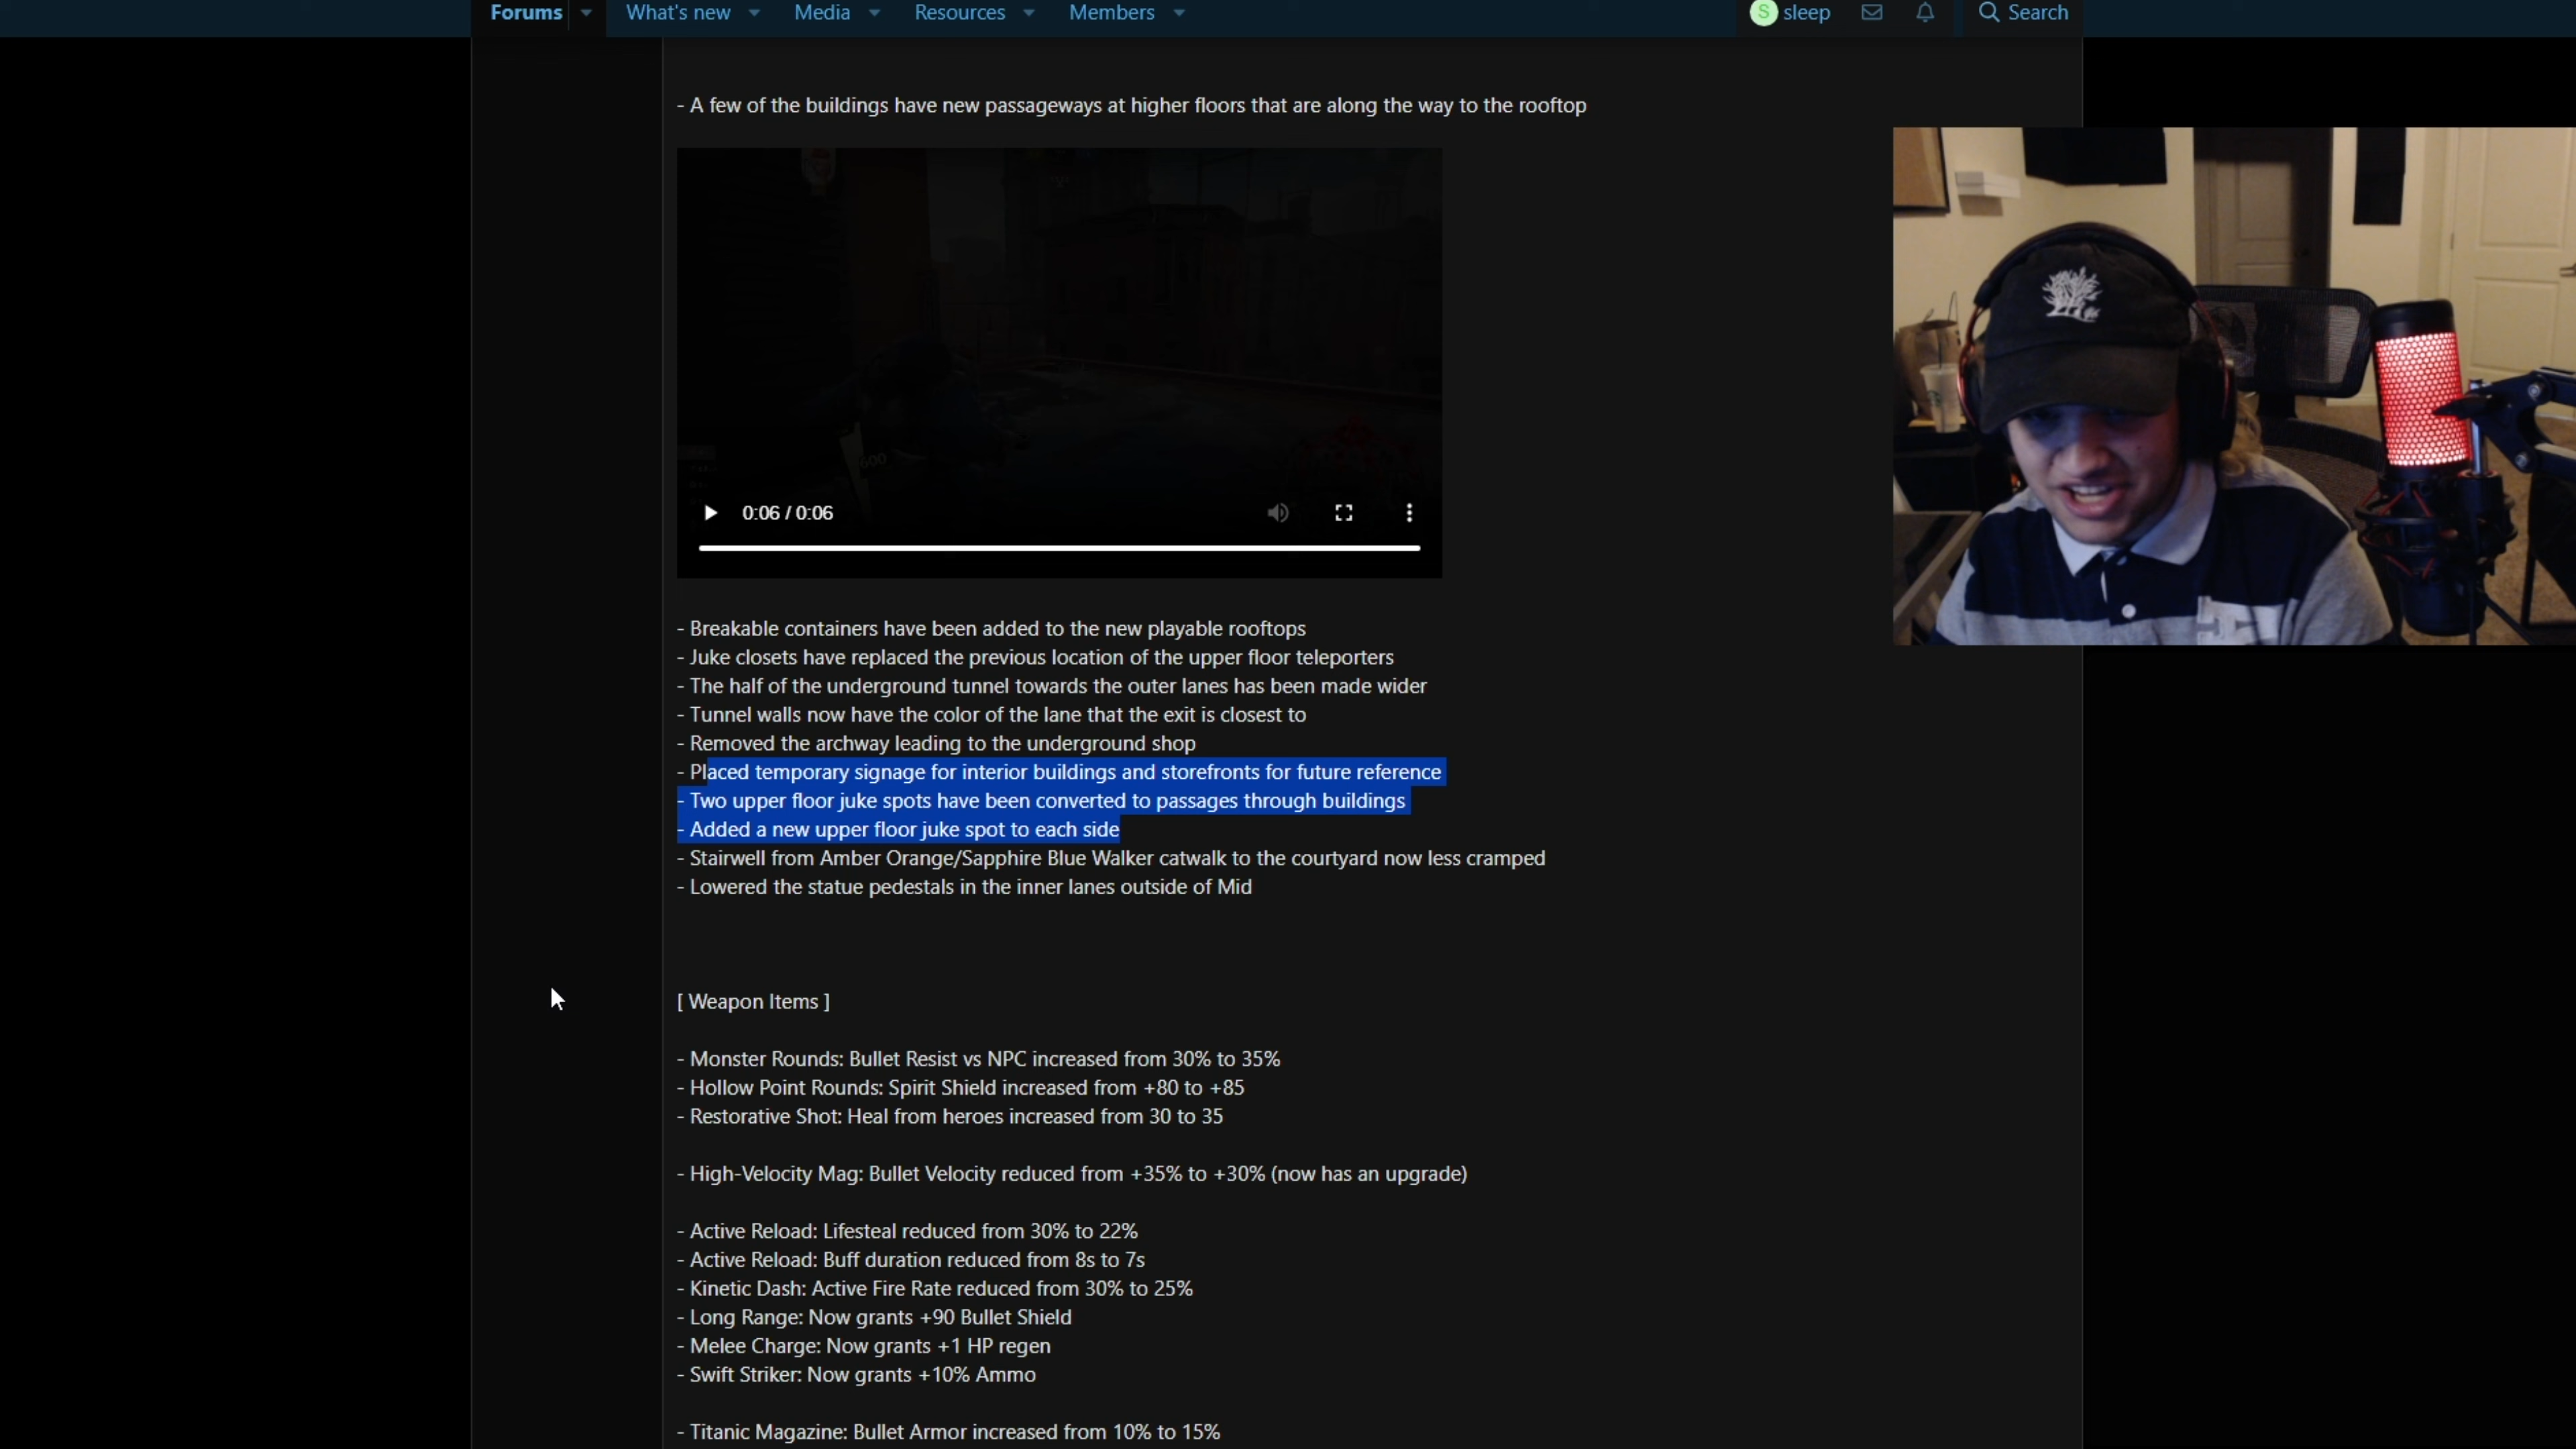 Forums What's new Media Resources Members S sleep Search
- A few of the buildings have new passageways at higher floors that are along the way to the rooftop
600
0:06 / 0:06
- Breakable containers have been added to the new playable rooftops
- Juke closets have replaced the previous location of the upper floor teleporters
- The half of the underground tunnel towards the outer lanes has been made wider
- Tunnel walls now have the color of the lane that the exit is closest to
- Removed the archway leading to the underground shop
- Placed temporary signage for interior buildings and storefronts for future reference
- Two upper floor juke spots have been converted to passages through buildings
- Added a new upper floor juke spot to each side
- Stairwell from Amber Orange/Sapphire Blue Walker catwalk to the courtyard now less cramped
- Lowered the statue pedestals in the inner lanes outside of Mid
[ Weapon Items ]
- Monster Rounds: Bullet Resist vs NPC increased from 30% to 35%
- Hollow Point Rounds: Spirit Shield increased from +80 to +85
- Restorative Shot: Heal from heroes increased from 30 to 35
- High-Velocity Mag: Bullet Velocity reduced from +35% to +30% (now has an upgrade)
- Active Reload: Lifesteal reduced from 30% to 22%
- Active Reload: Buff duration reduced from 8s to 7s
- Kinetic Dash: Active Fire Rate reduced from 30% to 25%
- Long Range: Now grants +90 Bullet Shield
- Melee Charge: Now grants +1 HP regen
- Swift Striker: Now grants +10% Ammo
- Titanic Magazine: Bullet Armor increased from 10% to 15%